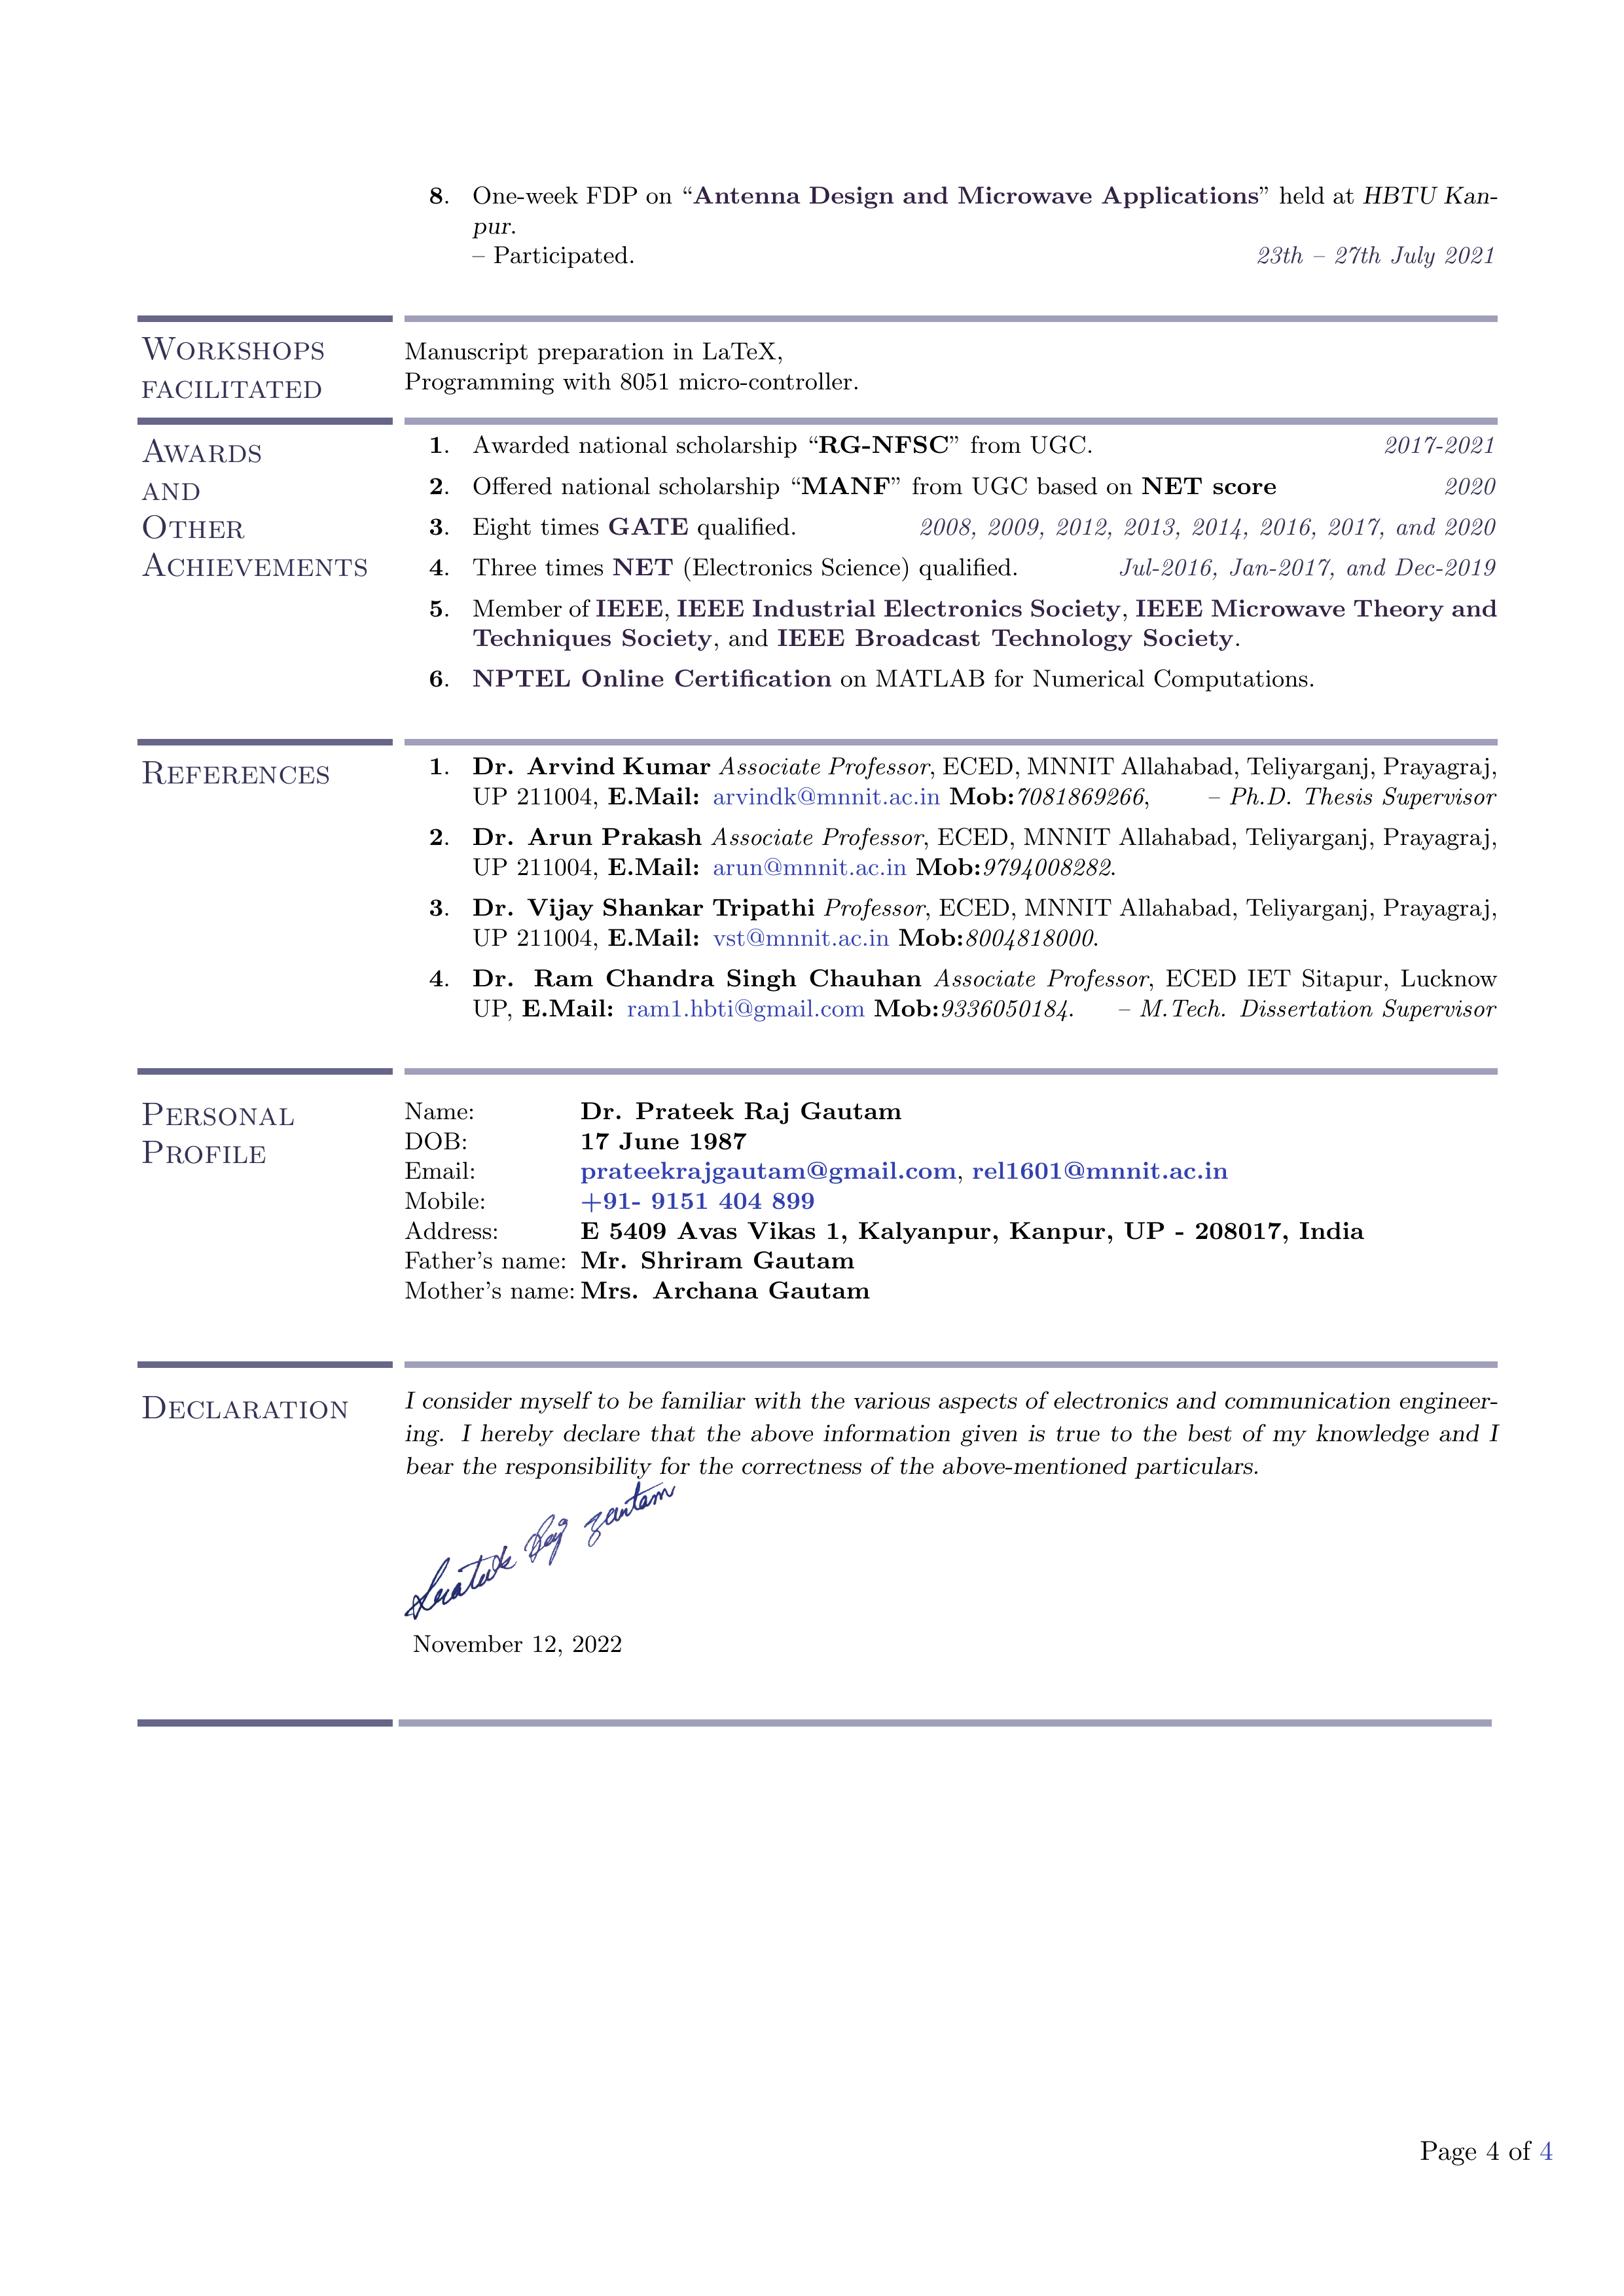 8. One-week FDP on “Antenna Design and Microwave Applications” held at HBTU Kan-
pur.
– Participated. 23th – 27th July 2021
Workshops
facilitated
Manuscript preparation in LaTeX,
Programming with 8051 micro-controller.
Awards
and
Other
Achievements
1. Awarded national scholarship “RG-NFSC” from UGC. 2017-2021
2. Offered national scholarship “MANF” from UGC based on NET score 2020
3. Eight times GATE qualified. 2008, 2009, 2012, 2013, 2014, 2016, 2017, and 2020
4. Three times NET (Electronics Science) qualified. Jul-2016, Jan-2017, and Dec-2019
5. Member of IEEE, IEEE Industrial Electronics Society, IEEE Microwave Theory and
Techniques Society, and IEEE Broadcast Technology Society.
6. NPTEL Online Certification on MATLAB for Numerical Computations.
References
1. Dr. Arvind Kumar Associate Professor, ECED, MNNIT Allahabad, Teliyarganj, Prayagraj,
UP 211004, E.Mail: arvindk@mnnit.ac.in Mob:7081869266, – Ph.D. Thesis Supervisor
2. Dr. Arun Prakash Associate Professor, ECED, MNNIT Allahabad, Teliyarganj, Prayagraj,
UP 211004, E.Mail: arun@mnnit.ac.in Mob:9794008282.
3. Dr. Vijay Shankar Tripathi Professor, ECED, MNNIT Allahabad, Teliyarganj, Prayagraj,
UP 211004, E.Mail: vst@mnnit.ac.in Mob:8004818000.
4. Dr. Ram Chandra Singh Chauhan Associate Professor, ECED IET Sitapur, Lucknow
UP, E.Mail: ram1.hbti@gmail.com Mob:9336050184. – M.Tech. Dissertation Supervisor
Personal
Profile
Name: Dr. Prateek Raj Gautam
DOB: 17 June 1987
Email: prateekrajgautam@gmail.com, rel1601@mnnit.ac.in
Mobile: +91- 9151 404 899
Address: E 5409 Avas Vikas 1, Kalyanpur, Kanpur, UP - 208017, India
Father's name: Mr. Shriram Gautam
Mother's name: Mrs. Archana Gautam
Declaration
I consider myself to be familiar with the various aspects of electronics and communication engineer-
ing. I hereby declare that the above information given is true to the best of my knowledge and I
bear the responsibility for the correctness of the above-mentioned particulars.
Prateek Raj Gautam
November 12, 2022
Page 4 of 4